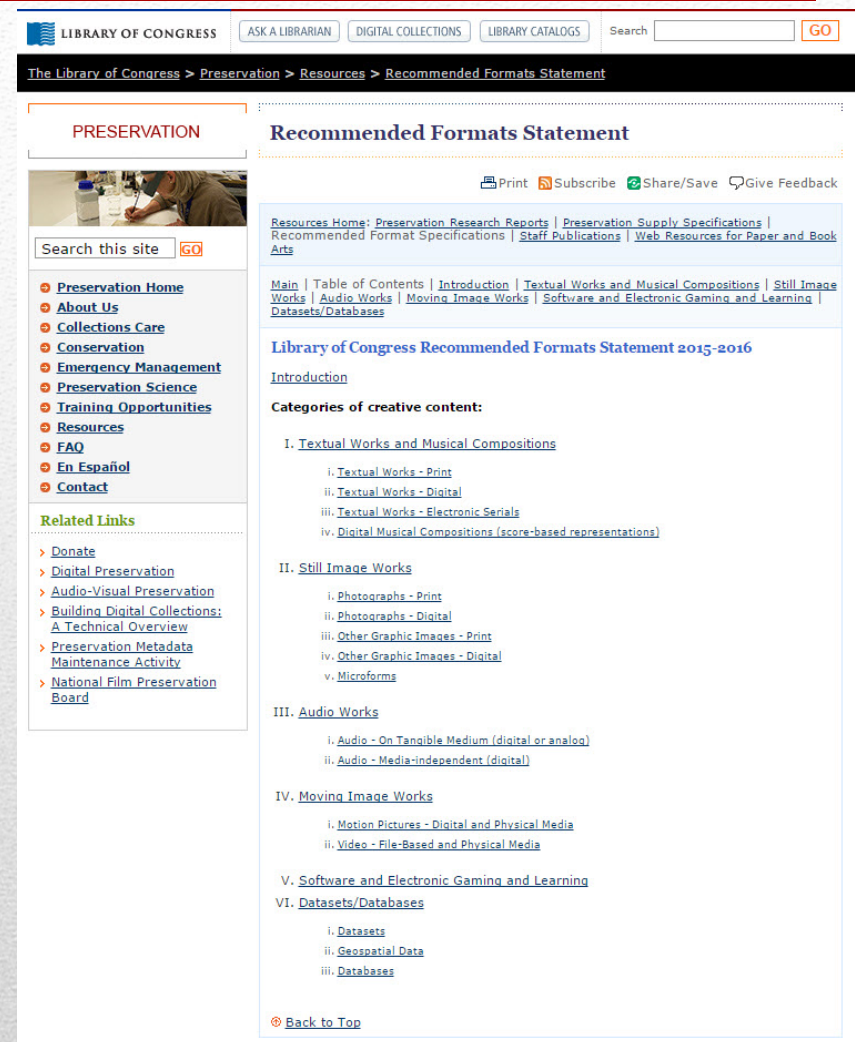 LIBRARY OF CONGRESS ASK A LIBRARIAN DIGITAL COLLECTIONS LIBRARY CATALOGS Search GO
The Library of Congress > Preservation > Resources > Recommended Formats Statement
PRESERVATION
Search this site GO
Preservation Home
About Us
Collections Care
Conservation
Emergency Management
Preservation Science
Training Opportunities
Resources
FAQ
En Español
Contact
Related Links
Donate
Digital Preservation
Audio-Visual Preservation
Building Digital Collections:
A Technical Overview
Preservation Metadata
Maintenance Activity
National Film Preservation
Board
Recommended Formats Statement
Print Subscribe Share/Save Give Feedback
Resources Home: Preservation Research Reports | Preservation Supply Specifications |
Recommended Format Specifications | Staff Publications | Web Resources for Paper and Book
Arts
Main | Table of Contents | Introduction | Textual Works and Musical Compositions | Still Image
Works | Audio Works | Moving Image Works | Software and Electronic Gaming and Learning |
Datasets/Databases
Library of Congress Recommended Formats Statement 2015-2016
Introduction
Categories of creative content:
I. Textual Works and Musical Compositions
i. Textual Works - Print
ii. Textual Works - Digital
iii. Textual Works - Electronic Serials
iv. Digital Musical Compositions (score-based representations)
II. Still Image Works
i. Photographs - Print
ii. Photographs - Digital
iii. Other Graphic Images - Print
iv. Other Graphic Images - Digital
v. Microforms
III. Audio Works
i. Audio - On Tangible Medium (digital or analog)
ii. Audio - Media-independent (digital)
IV. Moving Image Works
i. Motion Pictures - Digital and Physical Media
ii. Video - File-Based and Physical Media
V. Software and Electronic Gaming and Learning
VI. Datasets/Databases
i. Datasets
ii. Geospatial Data
iii. Databases
Back to Top